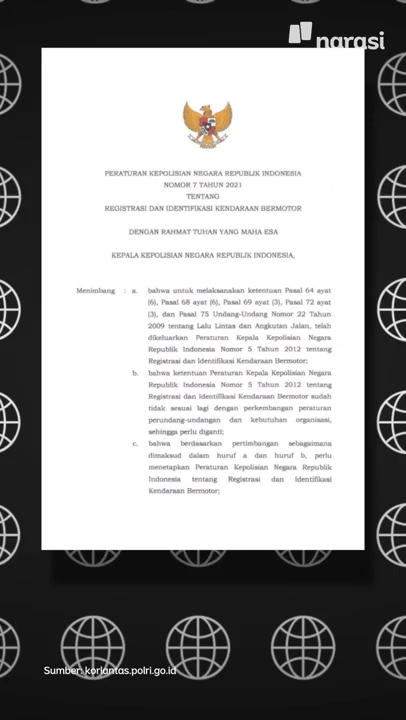 narasi
PERATURAN KEPOLISIAN NEGARA REPUBLIK INDONESIA
NOMOR 7 TAHUN 2021
TENTANG
REGISTRASI DAN IDENTIFIKASI KENDARAAN BERMOTOR
DENGAN RAHMAT TUHAN YANG MAHA ESA
KEPALA KEPOLISIAN NEGARA REPUBLIK INDONESIA,
Menimbang : a. bahwa untuk melaksanakan ketentuan Pasal 64 ayat
(6), Pasal 68 ayat (6), Pasal 69 ayat (3), Pasal 72 ayat
(3), dan Pasal 75 Undang-Undang Nomor 22 Tahun
2009 tentang Lalu Lintas dan Angkutan Jalan, telah
dikeluarkan Peraturan Kepala Kepolisian Negara
Republik Indonesia Nomor 5 Tahun 2012 tentang
Registrasi dan Identifikasi Kendaraan Bermotor;
b. bahwa ketentuan Peraturan Kepala Kepolisian Negara
Republik Indonesia Nomor 5 Tahun 2012 tentang
Registrasi dan Identifikasi Kendaraan Bermotor sudah
tidak sesuai lagi dengan perkembangan peraturan
perundang-undangan dan kebutuhan organisasi,
sehingga perlu diganti;
c. bahwa berdasarkan pertimbangan sebagaimana
dimaksud dalam huruf a dan huruf b, perlu
menetapkan Peraturan Kepolisian Negara Republik
Indonesia tentang Registrasi dan Identifikasi
Kendaraan Bermotor;
Sumber: korlantas.polri.go.id